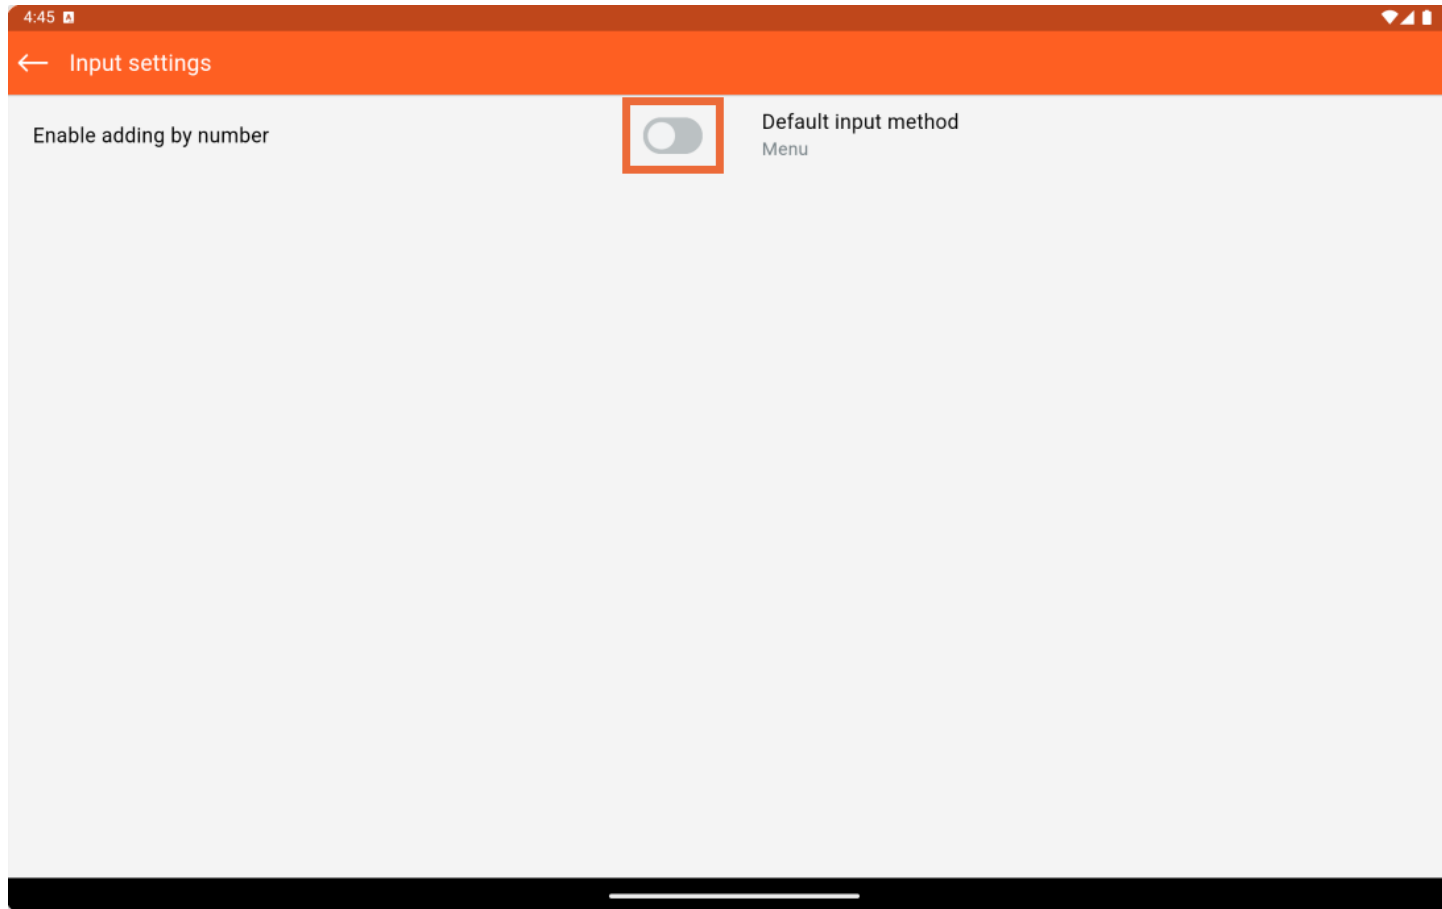 4:45
Input settings
Enable adding by number
Default input method
Menu